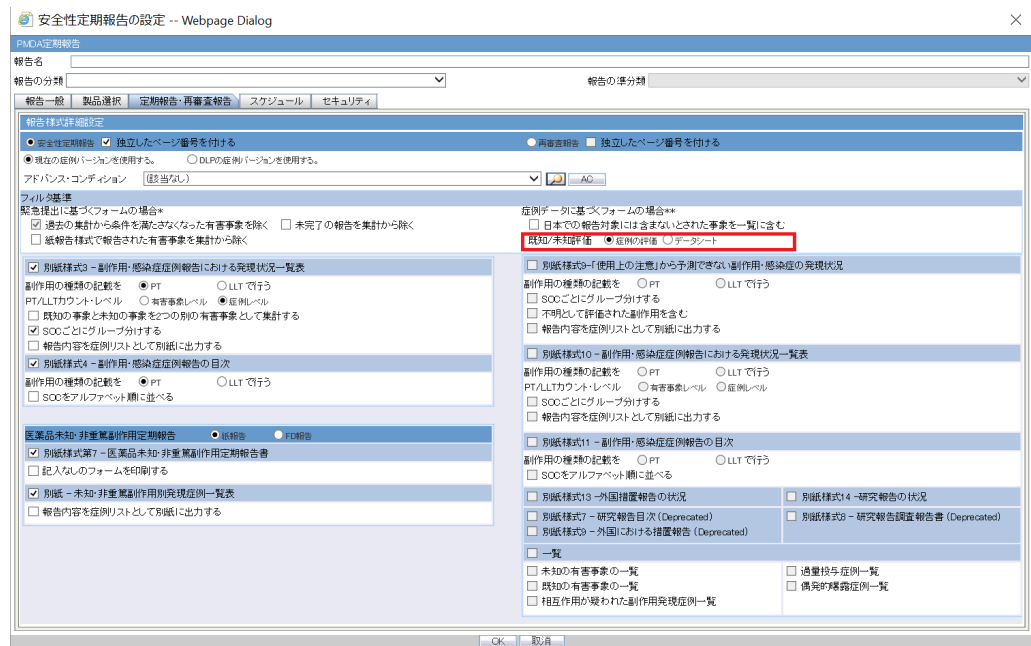 安全性定期報告の設定 -- Webpage Dialog
PMDA定期報告
報告名
報告の分類 報告の準分類
報告一般 製品選択 定期報告・再審査報告 スケジュール セキュリティ
報告様式詳細設定
安全性定期報告 独立したページ番号を付ける 再審査報告 独立したページ番号を付ける
現在の症例バージョンを使用する。 DLPの症例バージョンを使用する。
アドバンス・コンディション (該当なし) AC
フィルタ基準
緊急提出に基づくフォームの場合*
過去の集計から条件を満たさなくなった有害事象を除く 未完了の報告を集計から除く
紙報告様式で報告された有害事象を集計から除く
症例データに基づくフォームの場合**
日本での報告対象には含まないとされた事象を一覧に含む
既知/未知評価 症例の評価 データシート
別紙様式3 - 副作用・感染症症例報告における発現状況一覧表
副作用の種類の記載を PT LLT で行う
PT/LLTカウント・レベル 有害事象レベル 症例レベル
既知の事象と未知の事象を2つの別の有害事象として集計する
SOCごとにグループ分けする
報告内容を症例リストとして別紙に出力する
別紙様式4 - 副作用・感染症症例報告の目次
副作用の種類の記載を PT LLT で行う
SOCをアルファベット順に並べる
医薬品未知・非重篤副作用定期報告 紙報告 FD報告
別紙様式第7 - 医薬品未知・非重篤副作用定期報告書
記入なしのフォームを印刷する
別紙 - 未知・非重篤副作用別発現症例一覧表
報告内容を症例リストとして別紙に出力する
別紙様式9-「使用上の注意」から予測できない副作用・感染症の発現状況
副作用の種類の記載を PT LLT で行う
SOCごとにグループ分けする
不明として評価された副作用を含む
報告内容を症例リストとして別紙に出力する
別紙様式10 - 副作用・感染症症例報告における発現状況一覧表
副作用の種類の記載を PT LLT で行う
PT/LLTカウント・レベル 有害事象レベル 症例レベル
SOCごとにグループ分けする
報告内容を症例リストとして別紙に出力する
別紙様式11 - 副作用・感染症症例報告の目次
副作用の種類の記載を PT LLT で行う
SOCをアルファベット順に並べる
別紙様式13 -外国措置報告の状況 別紙様式14 -研究報告の状況
別紙様式7 - 研究報告目次 (Deprecated) 別紙様式8 - 研究報告調査報告書 (Deprecated)
別紙様式9 - 外国における措置報告 (Deprecated)
一覧
未知の有害事象の一覧 過量投与症例一覧
既知の有害事象の一覧 偶発的曝露症例一覧
相互作用が疑われた副作用発現症例一覧
OK 取消